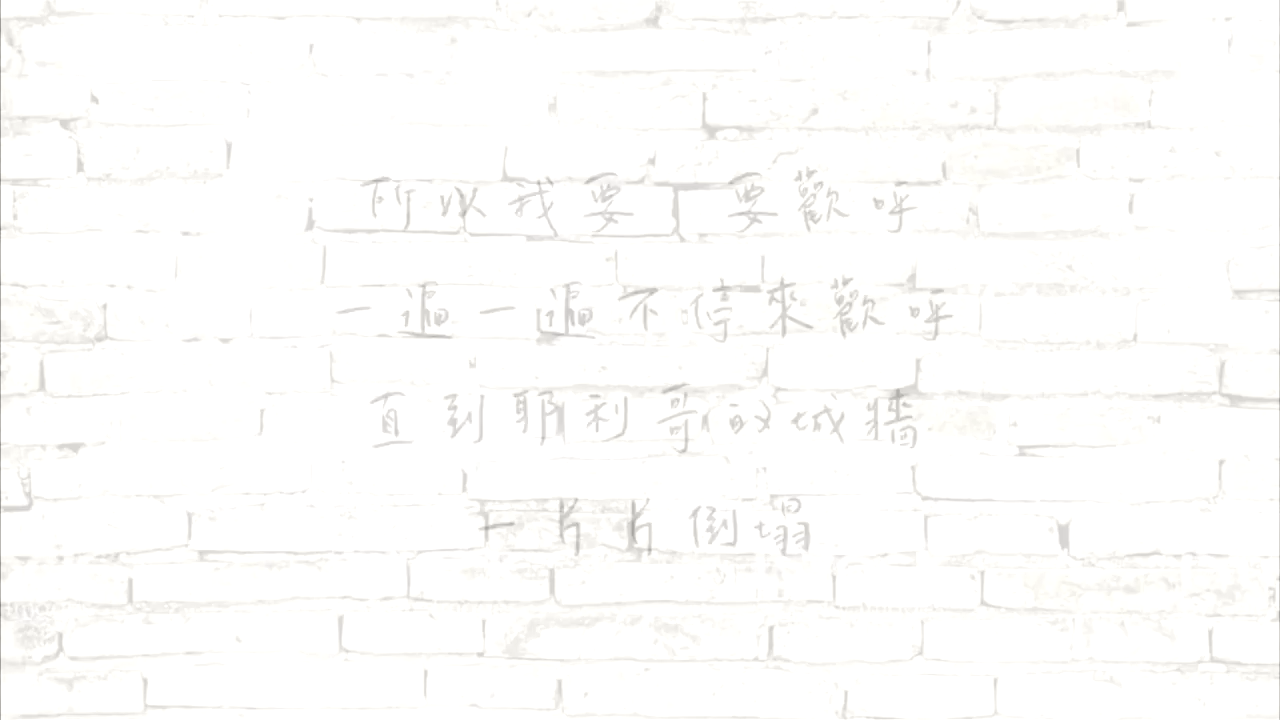 所以我要 要歡呼
一遍一遍不停來歡呼
直到耶利哥的城牆
一片片倒塌